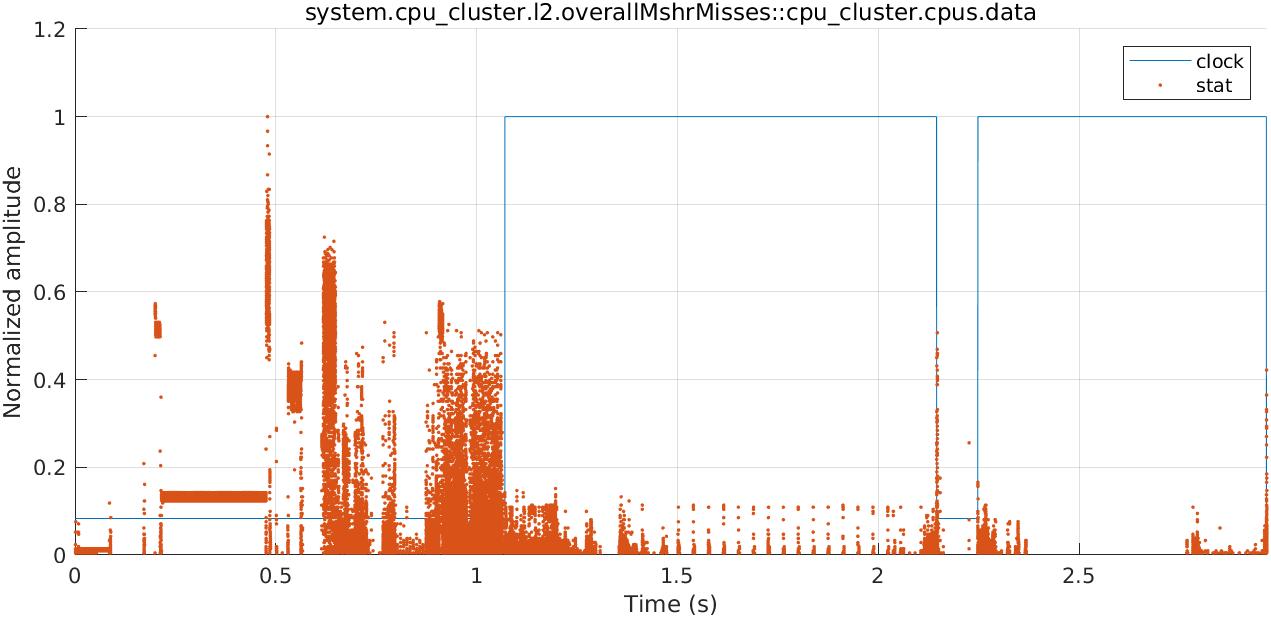 system.cpu_cluster.l2.overallMshrMisses::cpu_cluster.cpus.data
1.2
1
0.8
0.6
0.4
0.2
0
Normalized amplitude
clock
stat
0
0.5
1
1.5
2
2.5
Time (s)